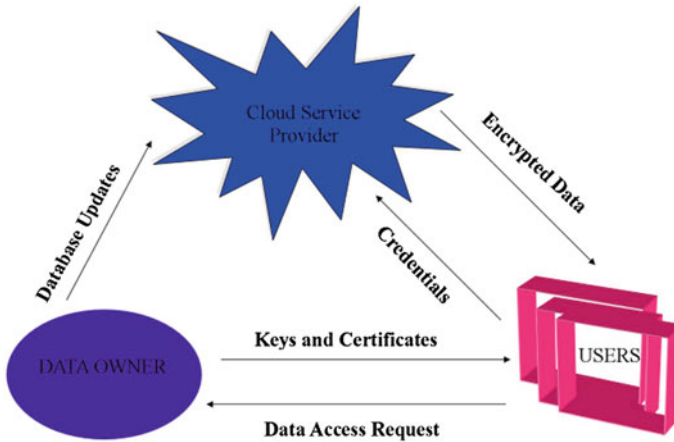 Cloud Service
Provider
Encrypted Data
Database Updates
Credentials
DATA OWNER
Keys and Certificates
USERS
Data Access Request